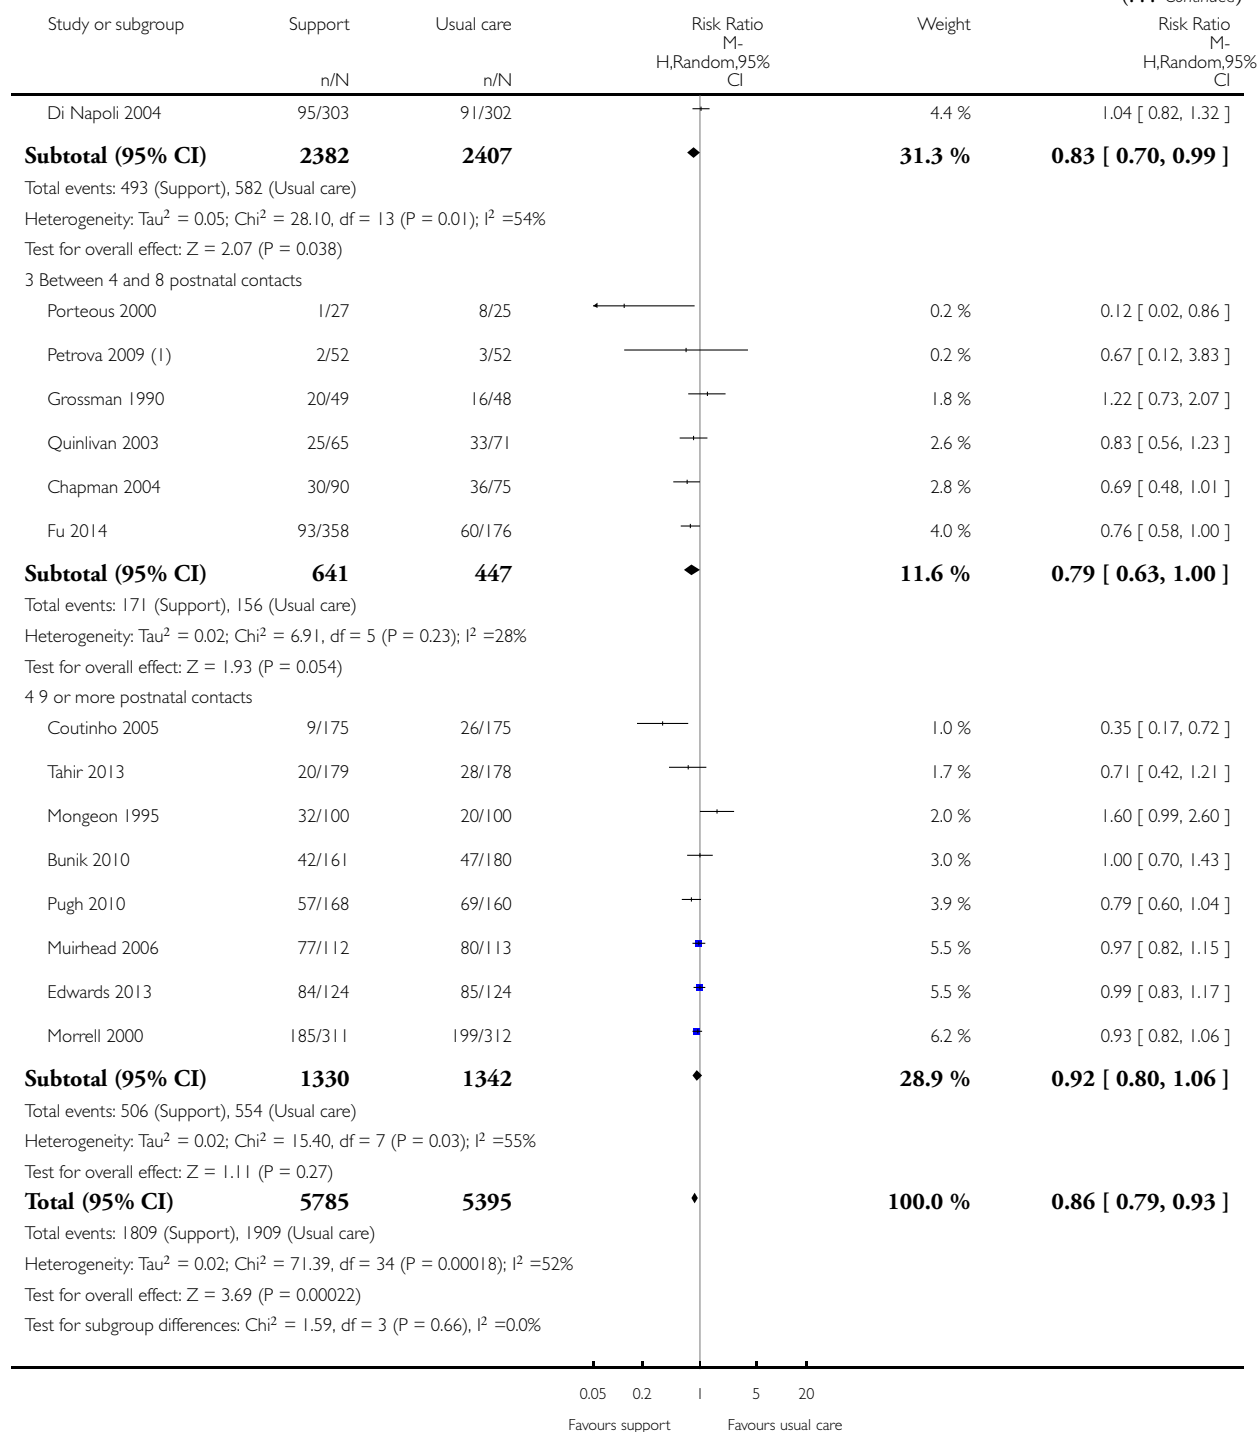 (... Continued)
Study or subgroup Support Usual care Risk Ratio Weight Risk Ratio
M- M-
H,Random,95% H,Random,95%
n/N n/N CI CI
Di Napoli 2004 95/303 91/302 4.4 % 1.04 [ 0.82, 1.32 ]
Subtotal (95% CI) 2382 2407 31.3 % 0.83 [ 0.70, 0.99 ]
Total events: 493 (Support), 582 (Usual care)
Heterogeneity: Tau² = 0.05; Chi² = 28.10, df = 13 (P = 0.01); I² =54%
Test for overall effect: Z = 2.07 (P = 0.038)
3 Between 4 and 8 postnatal contacts
Porteous 2000 1/27 8/25 0.2 % 0.12 [ 0.02, 0.86 ]
Petrova 2009 (1) 2/52 3/52 0.2 % 0.67 [ 0.12, 3.83 ]
Grossman 1990 20/49 16/48 1.8 % 1.22 [ 0.73, 2.07 ]
Quinlivan 2003 25/65 33/71 2.6 % 0.83 [ 0.56, 1.23 ]
Chapman 2004 30/90 36/75 2.8 % 0.69 [ 0.48, 1.01 ]
Fu 2014 93/358 60/176 4.0 % 0.76 [ 0.58, 1.00 ]
Subtotal (95% CI) 641 447 11.6 % 0.79 [ 0.63, 1.00 ]
Total events: 171 (Support), 156 (Usual care)
Heterogeneity: Tau² = 0.02; Chi² = 6.91, df = 5 (P = 0.23); I² =28%
Test for overall effect: Z = 1.93 (P = 0.054)
4 9 or more postnatal contacts
Coutinho 2005 9/175 26/175 1.0 % 0.35 [ 0.17, 0.72 ]
Tahir 2013 20/179 28/178 1.7 % 0.71 [ 0.42, 1.21 ]
Mongeon 1995 32/100 20/100 2.0 % 1.60 [ 0.99, 2.60 ]
Bunik 2010 42/161 47/180 3.0 % 1.00 [ 0.70, 1.43 ]
Pugh 2010 57/168 69/160 3.9 % 0.79 [ 0.60, 1.04 ]
Muirhead 2006 77/112 80/113 5.5 % 0.97 [ 0.82, 1.15 ]
Edwards 2013 84/124 85/124 5.5 % 0.99 [ 0.83, 1.17 ]
Morrell 2000 185/311 199/312 6.2 % 0.93 [ 0.82, 1.06 ]
Subtotal (95% CI) 1330 1342 28.9 % 0.92 [ 0.80, 1.06 ]
Total events: 506 (Support), 554 (Usual care)
Heterogeneity: Tau² = 0.02; Chi² = 15.40, df = 7 (P = 0.03); I² =55%
Test for overall effect: Z = 1.11 (P = 0.27)
Total (95% CI) 5785 5395 100.0 % 0.86 [ 0.79, 0.93 ]
Total events: 1809 (Support), 1909 (Usual care)
Heterogeneity: Tau² = 0.02; Chi² = 71.39, df = 34 (P = 0.00018); I² =52%
Test for overall effect: Z = 3.69 (P = 0.00022)
Test for subgroup differences: Chi² = 1.59, df = 3 (P = 0.66), I² =0.0%
0.05 0.2 1 5 20
Favours support Favours usual care